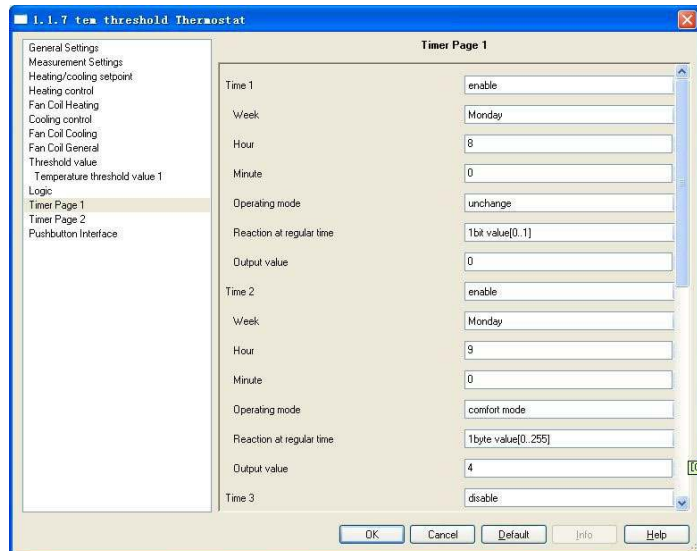 1.1.7 tem threshold Thermostat
General Settings
Measurement Settings
Heating/cooling setpoint
Heating control
Fan Coil Heating
Cooling control
Fan Coil Cooling
Fan Coil General
Threshold value
Temperature threshold value 1
Logic
Timer Page 1
Timer Page 2
Pushbutton Interface
Timer Page 1
Time 1 enable
Week Monday
Hour 8
Minute 0
Operating mode unchange
Reaction at regular time 1bit value[0..1]
Output value 0
Time 2 enable
Week Monday
Hour 9
Minute 0
Operating mode comfort mode
Reaction at regular time 1byte value[0..255]
Output value 4
Time 3 disable
OK Cancel Default Info Help